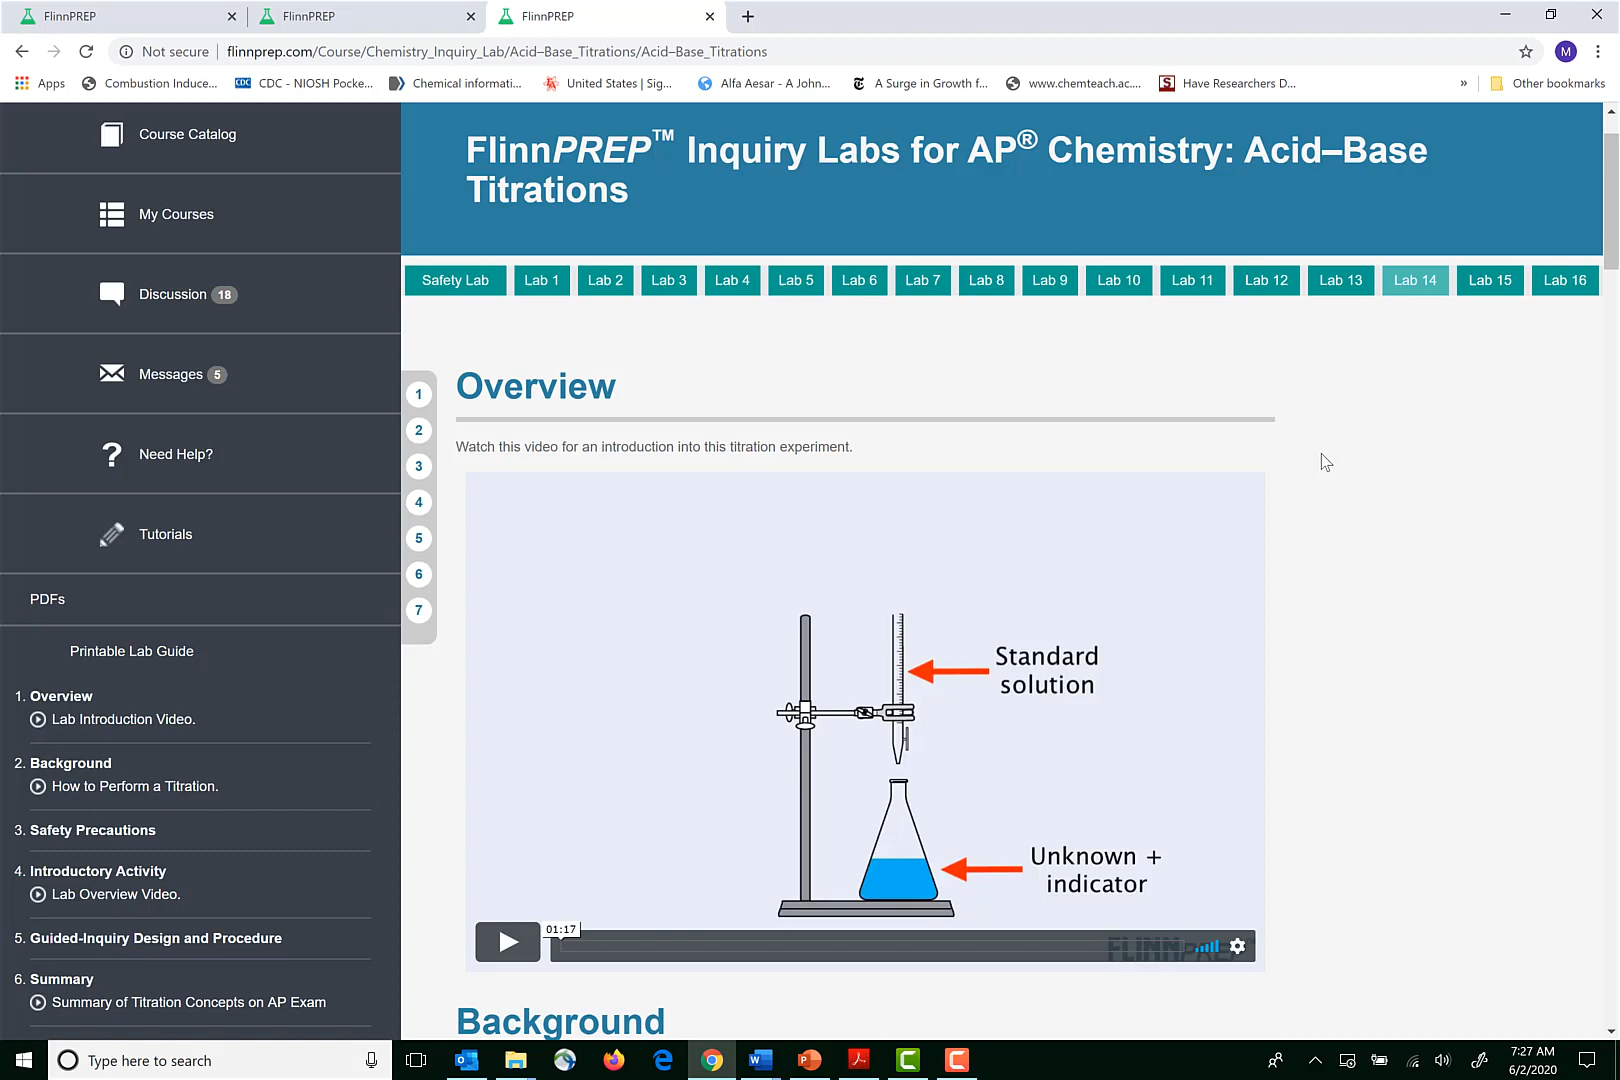 FlinnPREP
FlinnPREP
FlinnPREP
Not secure
flinnprep.com/Course/Chemistry_Inquiry_Lab/Acid–Base_Titrations/Acid–Base_Titrations
M
Apps
Combustion Induce...
CDC
CDC - NIOSH Pocke...
Chemical informati...
United States | Sig...
Alfa Aesar - A John...
A Surge in Growth f...
www.chemteach.ac....
S
Have Researchers D...
»
Other bookmarks
Course Catalog
My Courses
Discussion 18
Messages 5
Need Help?
Tutorials
PDFs
Printable Lab Guide
1. Overview
Lab Introduction Video.
2. Background
How to Perform a Titration.
3. Safety Precautions
4. Introductory Activity
Lab Overview Video.
5. Guided-Inquiry Design and Procedure
6. Summary
Summary of Titration Concepts on AP Exam
FlinnPREP™ Inquiry Labs for AP® Chemistry: Acid–Base
Titrations
Safety Lab
Lab 1
Lab 2
Lab 3
Lab 4
Lab 5
Lab 6
Lab 7
Lab 8
Lab 9
Lab 10
Lab 11
Lab 12
Lab 13
Lab 14
Lab 15
Lab 16
1
2
3
4
5
6
7
Overview
Watch this video for an introduction into this titration experiment.
Standard
solution
Unknown +
indicator
01:17
FLINNPREP
Background
Type here to search
7:27 AM
6/2/2020